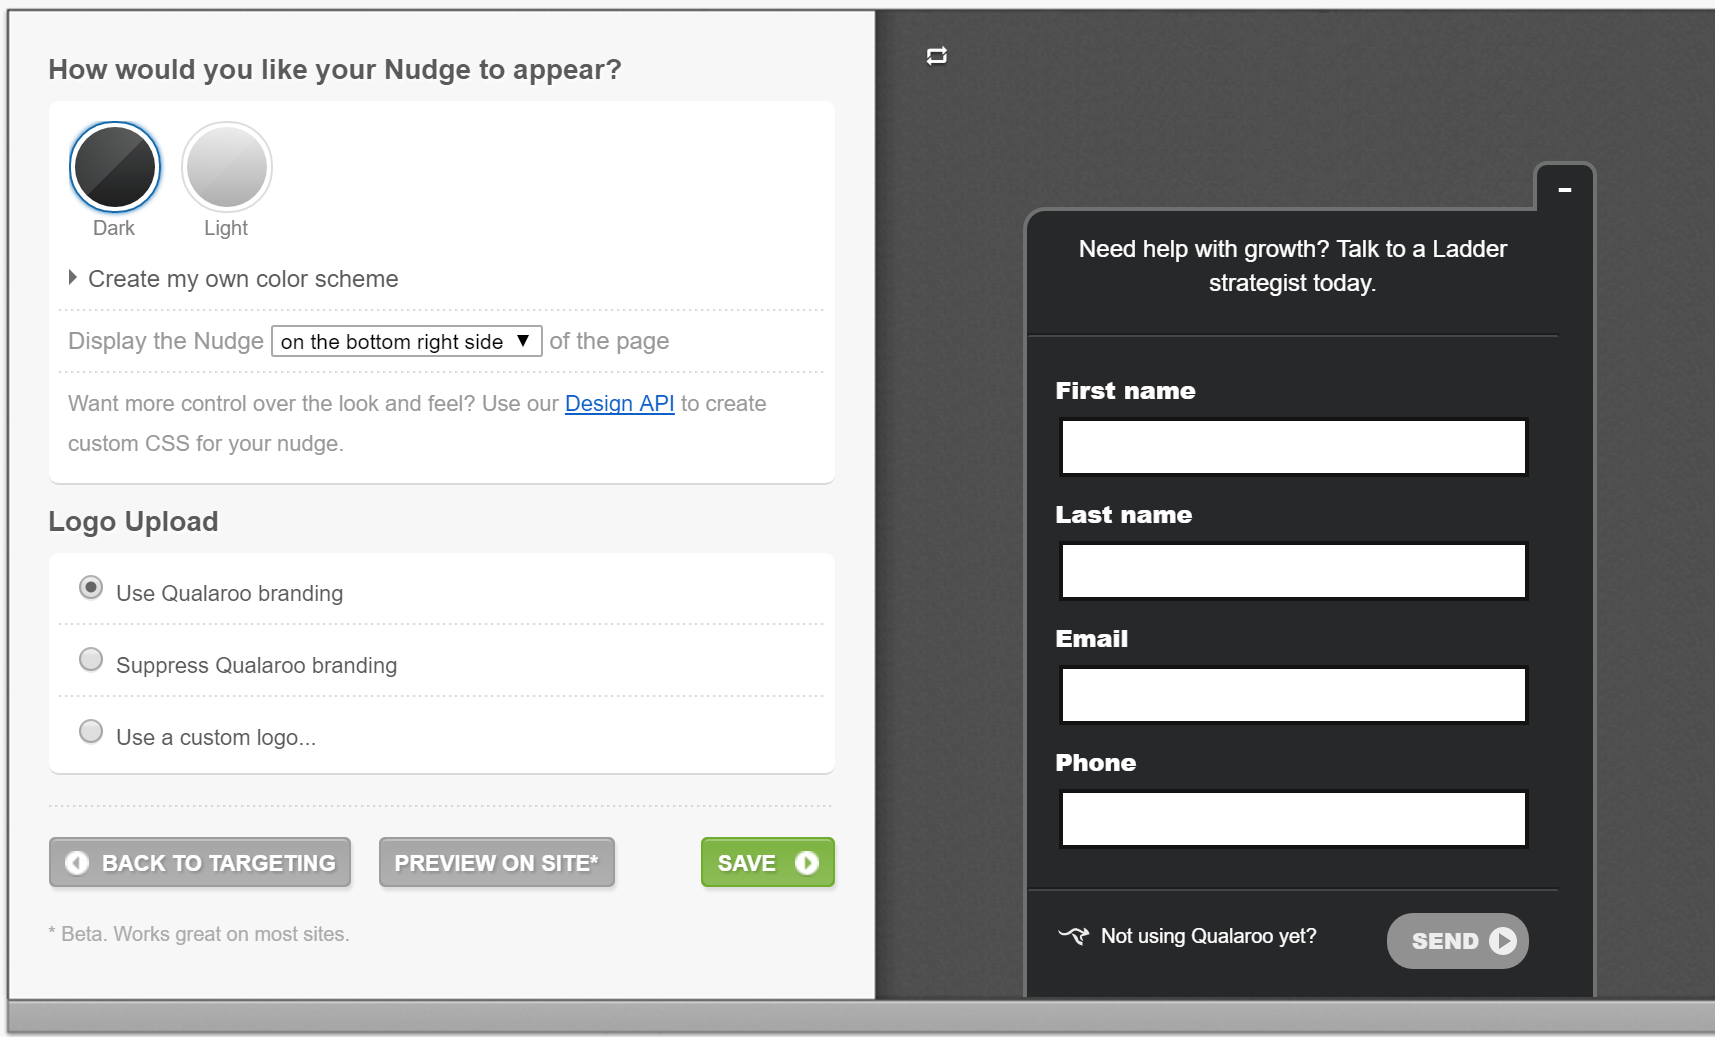 How would you like your Nudge to appear?
Dark
Light
Create my own color scheme
Display the Nudge on the bottom right side of the page
Want more control over the look and feel? Use our Design API to create
custom CSS for your nudge.
Logo Upload
Use Qualaroo branding
Suppress Qualaroo branding
Use a custom logo...
BACK TO TARGETING
PREVIEW ON SITE*
SAVE
* Beta. Works great on most sites.
Need help with growth? Talk to a Ladder
strategist today.
First name
Last name
Email
Phone
Not using Qualaroo yet?
SEND